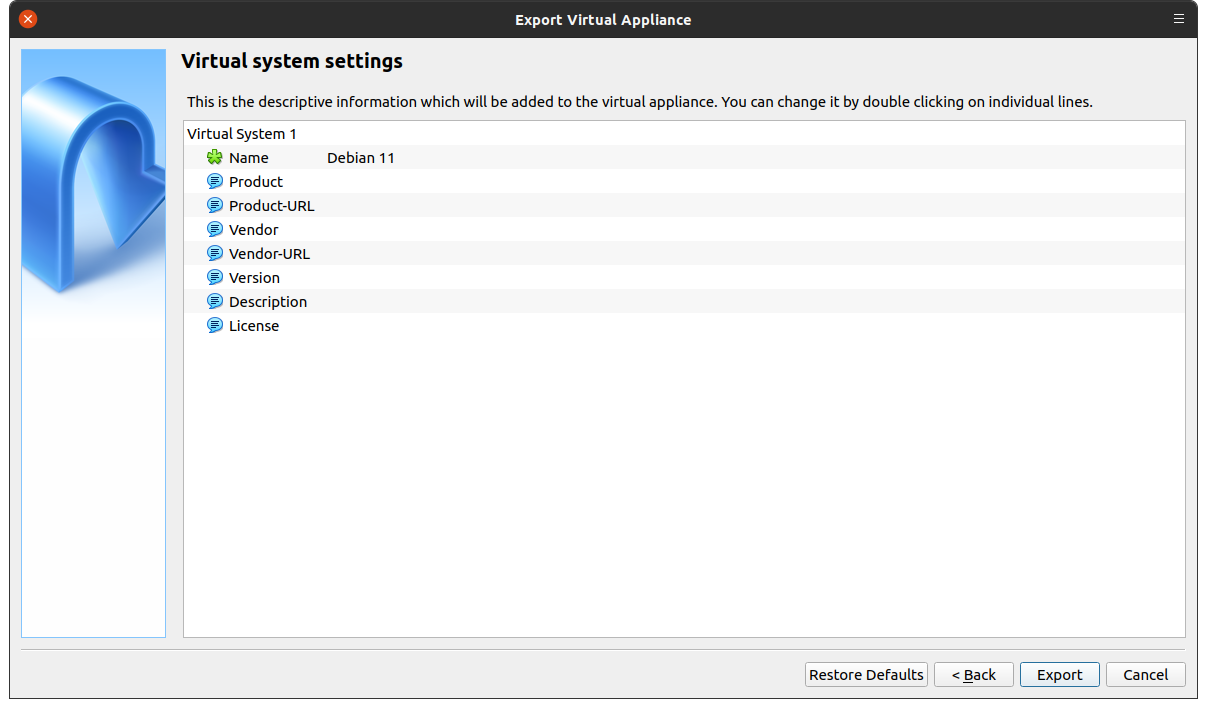 Export Virtual Appliance
Virtual system settings
This is the descriptive information which will be added to the virtual appliance. You can change it by double clicking on individual lines.
Virtual System 1
Name Debian 11
Product
Product-URL
Vendor
Vendor-URL
Version
Description
License
Restore Defaults < Back Export Cancel